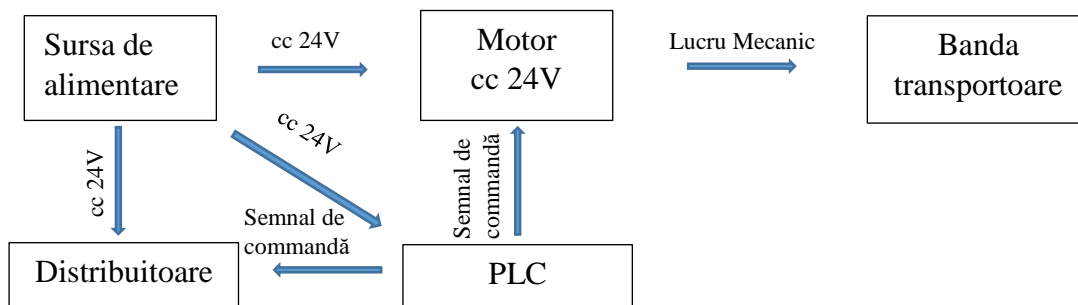 Sursa de
alimentare
cc 24V
Motor
cc 24V
Lucru Mecanic
Banda
transportoare
cc 24V
cc 24V
Semnal de
commandă
Semnal de
commandă
Distribuitoare
PLC